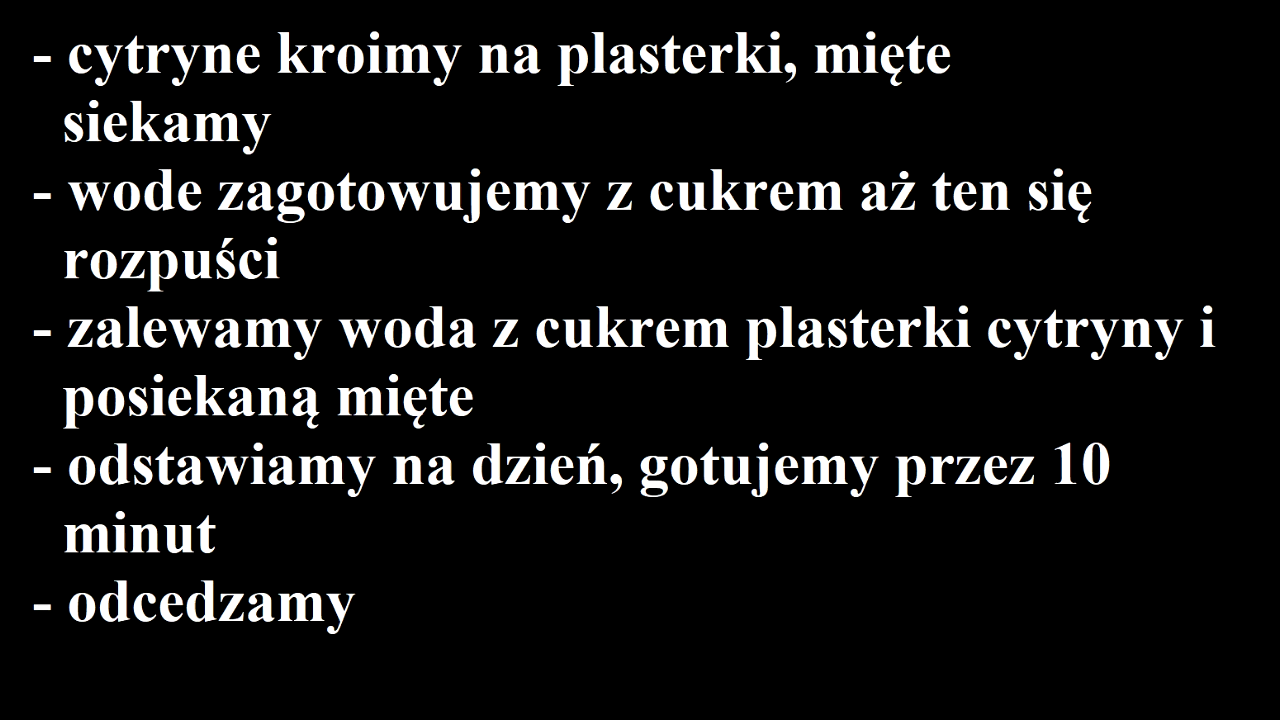 - cytryne kroimy na plasterki, mięte
siekamy
- wode zagotowujemy z cukrem aż ten się
rozpuści
- zalewamy woda z cukrem plasterki cytryny i
posiekaną mięte
- odstawiamy na dzień, gotujemy przez 10
minut
- odcedzamy